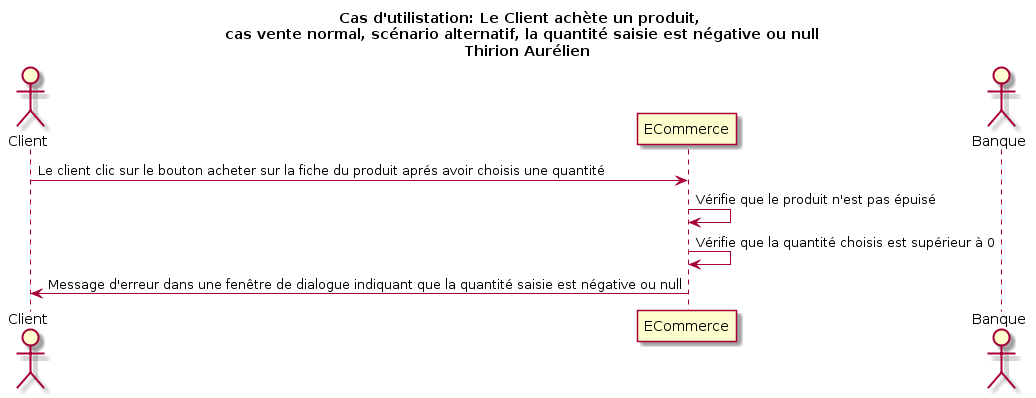 Cas d'utilistation: Le Client achète un produit,
cas vente normal, scénario alternatif, la quantité saisie est négative ou null
Thirion Aurélien
Client
ECommerce
Banque
Le client clic sur le bouton acheter sur la fiche du produit aprés avoir choisis une quantité
Vérifie que le produit n'est pas épuisé
Vérifie que la quantité choisis est supérieur à 0
Message d'erreur dans une fenêtre de dialogue indiquant que la quantité saisie est négative ou null
Client
ECommerce
Banque